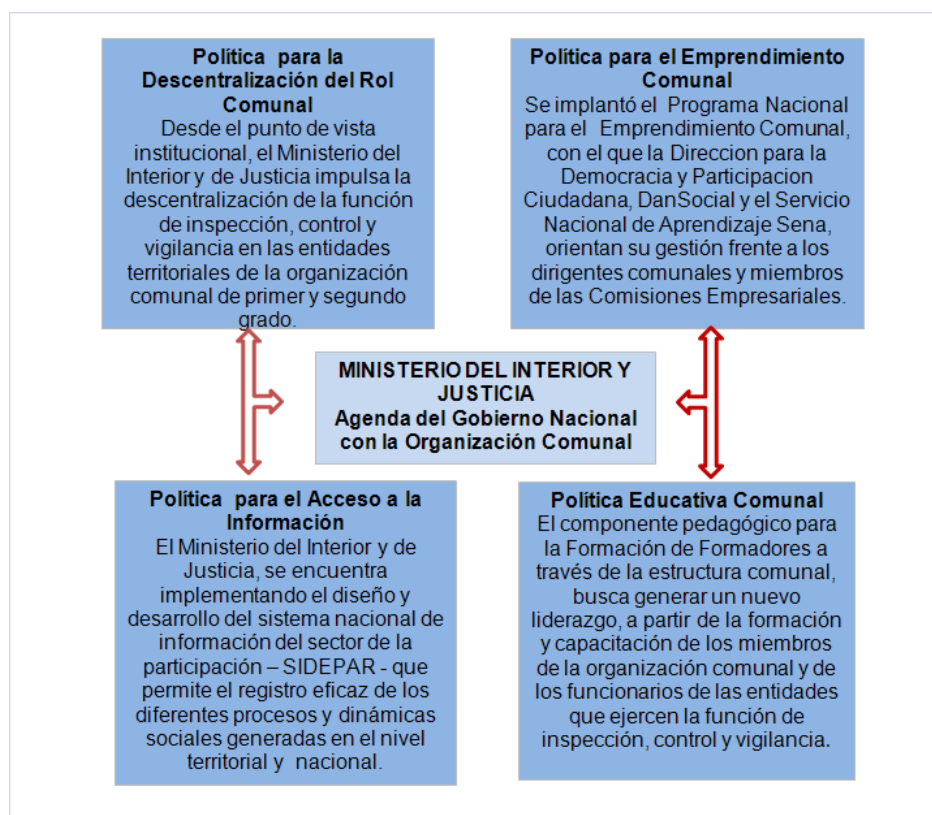 Política para la
Descentralización del Rol
Comunal
Desde el punto de vista
institucional, el Ministerio del
Interior y de Justicia impulsa la
descentralización de la función
de inspección, control y
vigilancia en las entidades
territoriales de la organización
comunal de primer y segundo
grado.
Política para el Emprendimiento
Comunal
Se implantó el Programa Nacional
para el Emprendimiento Comunal,
con el que la Direccion para la
Democracia y Participacion
Ciudadana, DanSocial y el Servicio
Nacional de Aprendizaje Sena,
orientan su gestión frente a los
dirigentes comunales y miembros
de las Comisiones Empresariales.
MINISTERIO DEL INTERIOR Y
JUSTICIA
Agenda del Gobierno Nacional
con la Organización Comunal
Política para el Acceso a la
Información
El Ministerio del Interior y de
Justicia, se encuentra
implementando el diseño y
desarrollo del sistema nacional de
información del sector de la
participación – SIDEPAR - que
permite el registro eficaz de los
diferentes procesos y dinámicas
sociales generadas en el nivel
territorial y nacional.
Política Educativa Comunal
El componente pedagógico para
la Formación de Formadores a
través de la estructura comunal,
busca generar un nuevo
liderazgo, a partir de la formación
y capacitación de los miembros
de la organización comunal y de
los funcionarios de las entidades
que ejercen la función de
inspección, control y vigilancia.